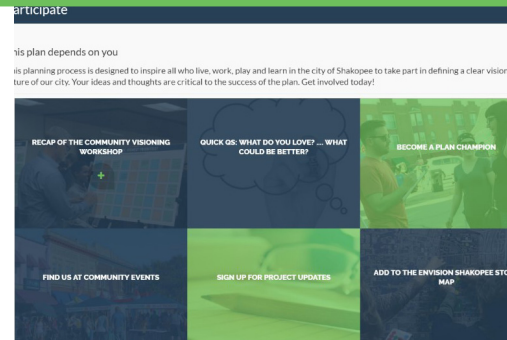 articipate
his plan depends on you
his planning process is designed to inspire all who live, work, play and learn in the city of Shakopee to take part in defining a clear vision
ture of our city. Your ideas and thoughts are critical to the success of the plan. Get involved today!
RECAP OF THE COMMUNITY VISIONING
WORKSHOP
+
QUICK QS: WHAT DO YOU LOVE? ... WHAT
COULD BE BETTER?
BECOME A PLAN CHAMPION
FIND US AT COMMUNITY EVENTS
SIGN UP FOR PROJECT UPDATES
ADD TO THE ENVISION SHAKOPEE STO
MAP